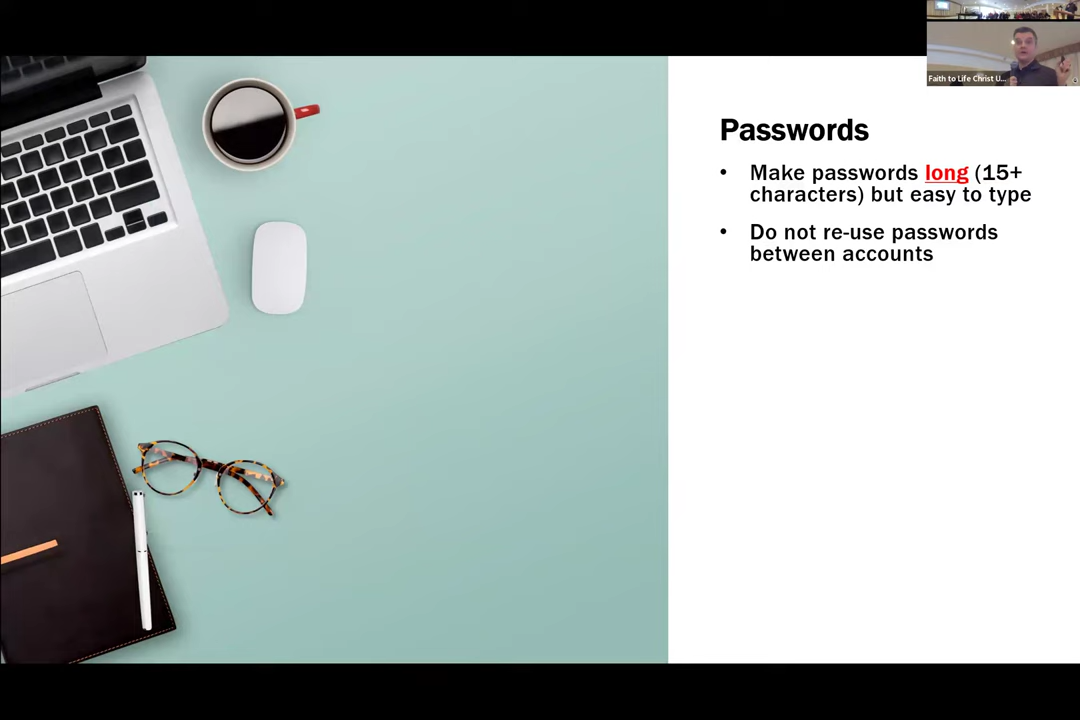 Faith to Life Christ U...
Passwords
• Make passwords long (15+
characters) but easy to type
• Do not re-use passwords
between accounts